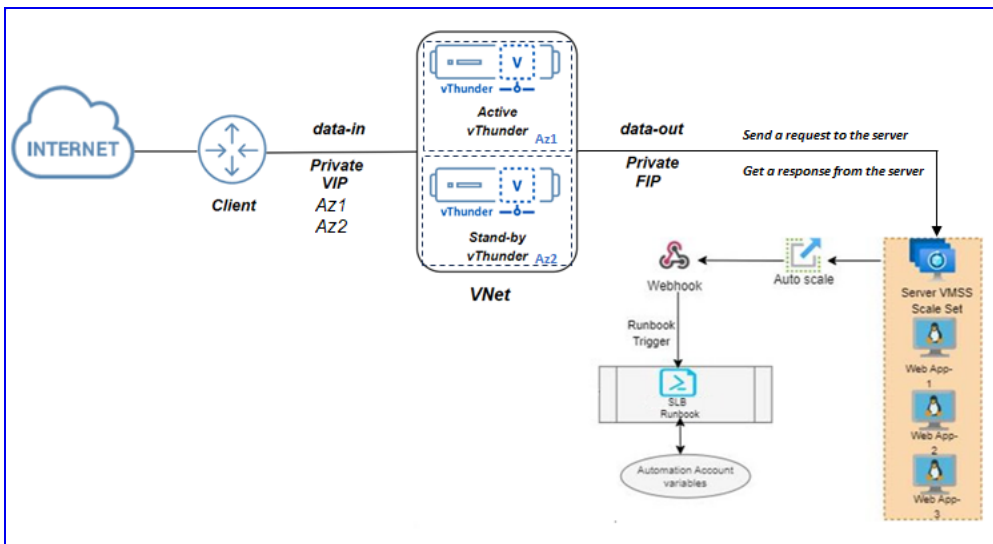 INTERNET
Client
data-in
Private
VIP
Az1
Az2
V
vThunder
Active
vThunder
Az1
V
vThunder
Stand-by
vThunder
Az2
VNet
data-out
Private
FIP
Send a request to the server
Get a response from the server
Server VMSS
Scale Set
Web App-
1
Web App-
2
Web App-
3
Auto scale
Webhook
Runbook
Trigger
SLB
Runbook
Automation Account
variables